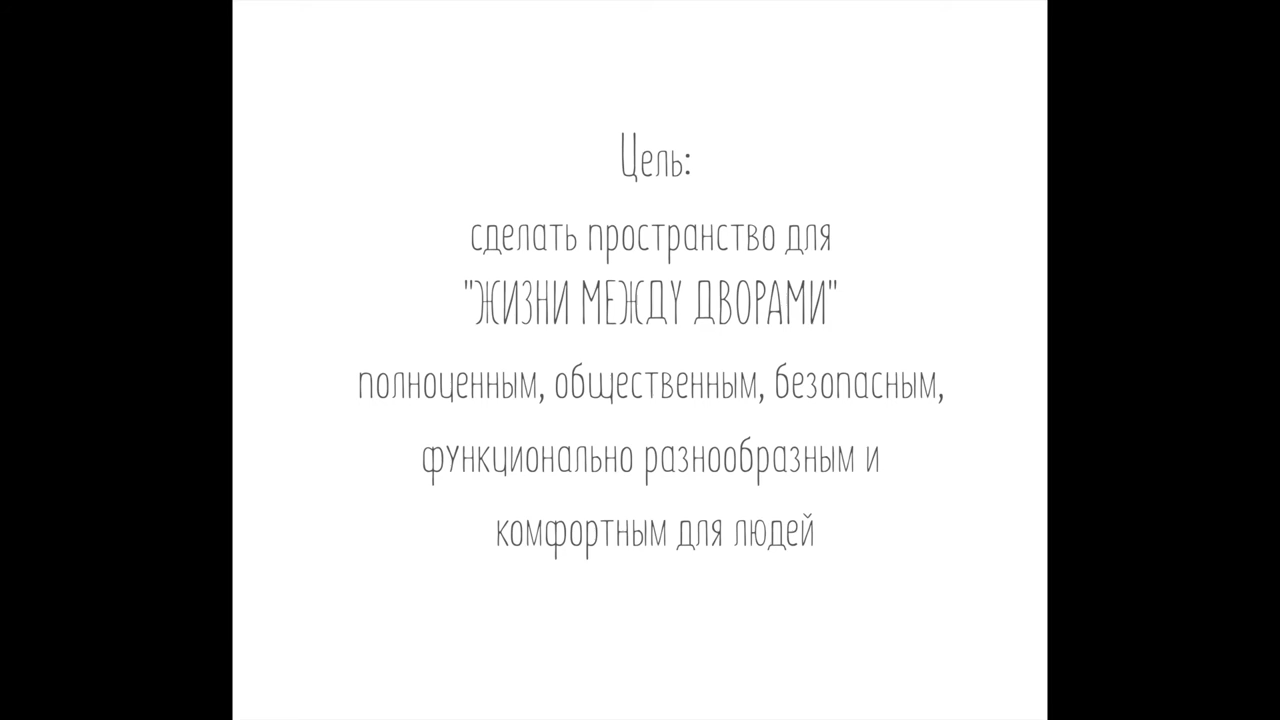 Цель:
сделать пространство для
"ЖИЗНИ МЕЖДУ ДВОРАМИ"
полноценным, общественным, безопасным,
функционально разнообразным и
комфортным для людей